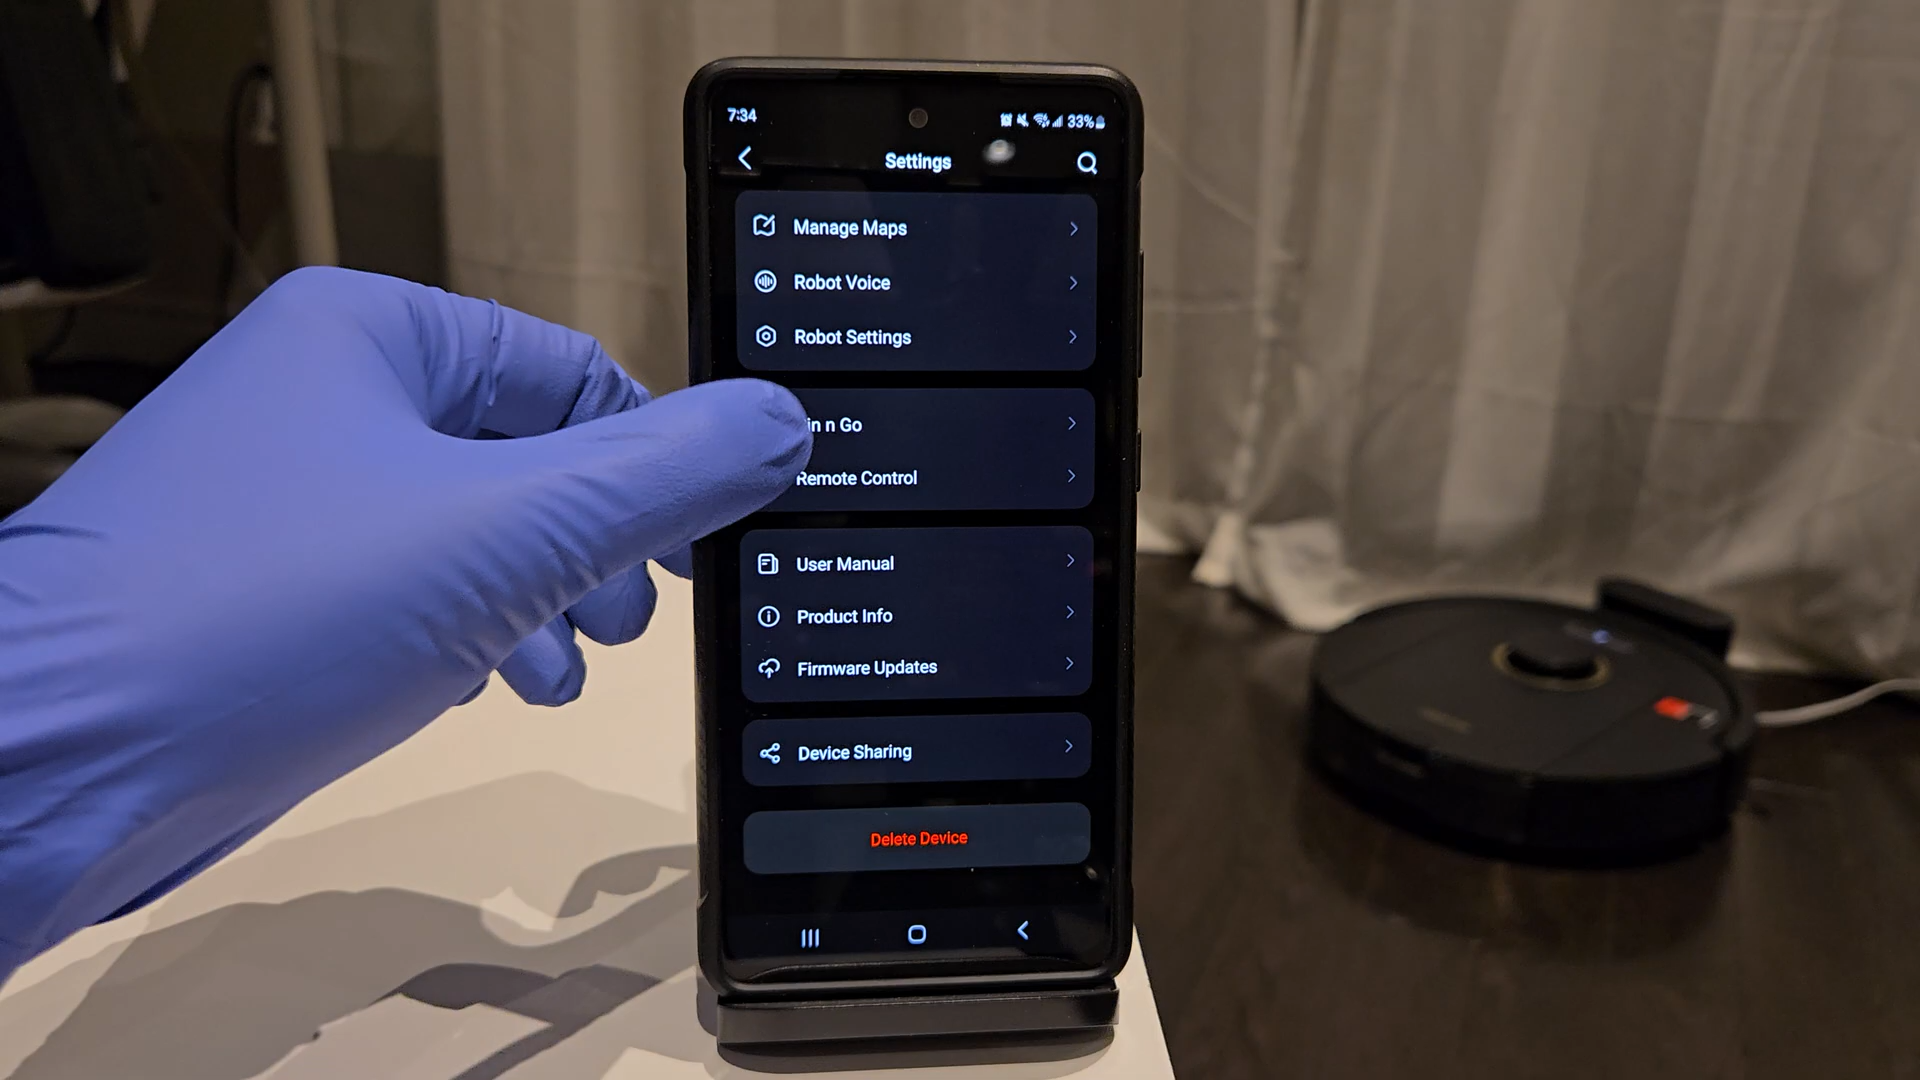 7:34
33%
Settings
Manage Maps
Robot Voice
Robot Settings
in n Go
Remote Control
User Manual
Product Info
Firmware Updates
Device Sharing
Delete Device